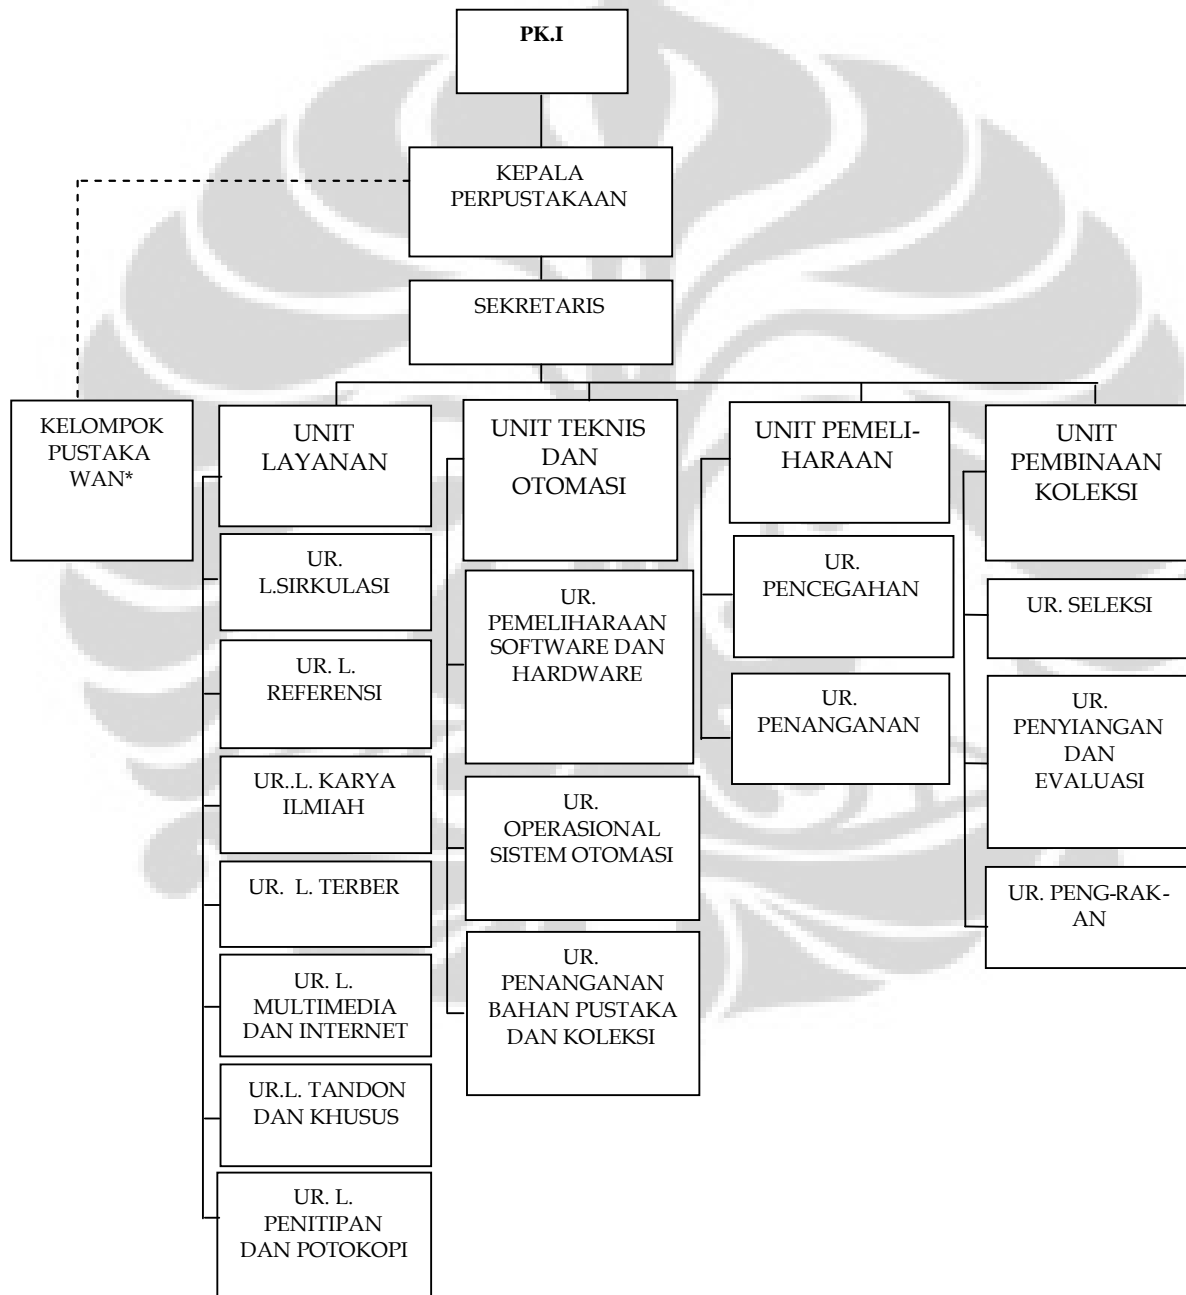 PK.I
KEPALA
PERPUSTAKAAN
SEKRETARIS
KELOMPOK
PUSTAKA
WAN*
UNIT
LAYANAN
UR.
L.SIRKULASI
UR. L.
REFERENSI
UR..L. KARYA
ILMIAH
UR. L. TERBER
UR. L.
MULTIMEDIA
DAN INTERNET
UR.L. TANDON
DAN KHUSUS
UR. L.
PENITIPAN
DAN POTOKOPI
UNIT TEKNIS
DAN
OTOMASI
UR.
PEMELIHARAAN
SOFTWARE DAN
HARDWARE
UR.
OPERASIONAL
SISTEM OTOMASI
UR.
PENANGANAN
BAHAN PUSTAKA
DAN KOLEKSI
UNIT PEMELI-
HARAAN
UR.
PENCEGAHAN
UR.
PENANGANAN
UNIT
PEMBINAAN
KOLEKSI
UR. SELEKSI
UR.
PENYIANGAN
DAN
EVALUASI
UR. PENG-RAK-
AN